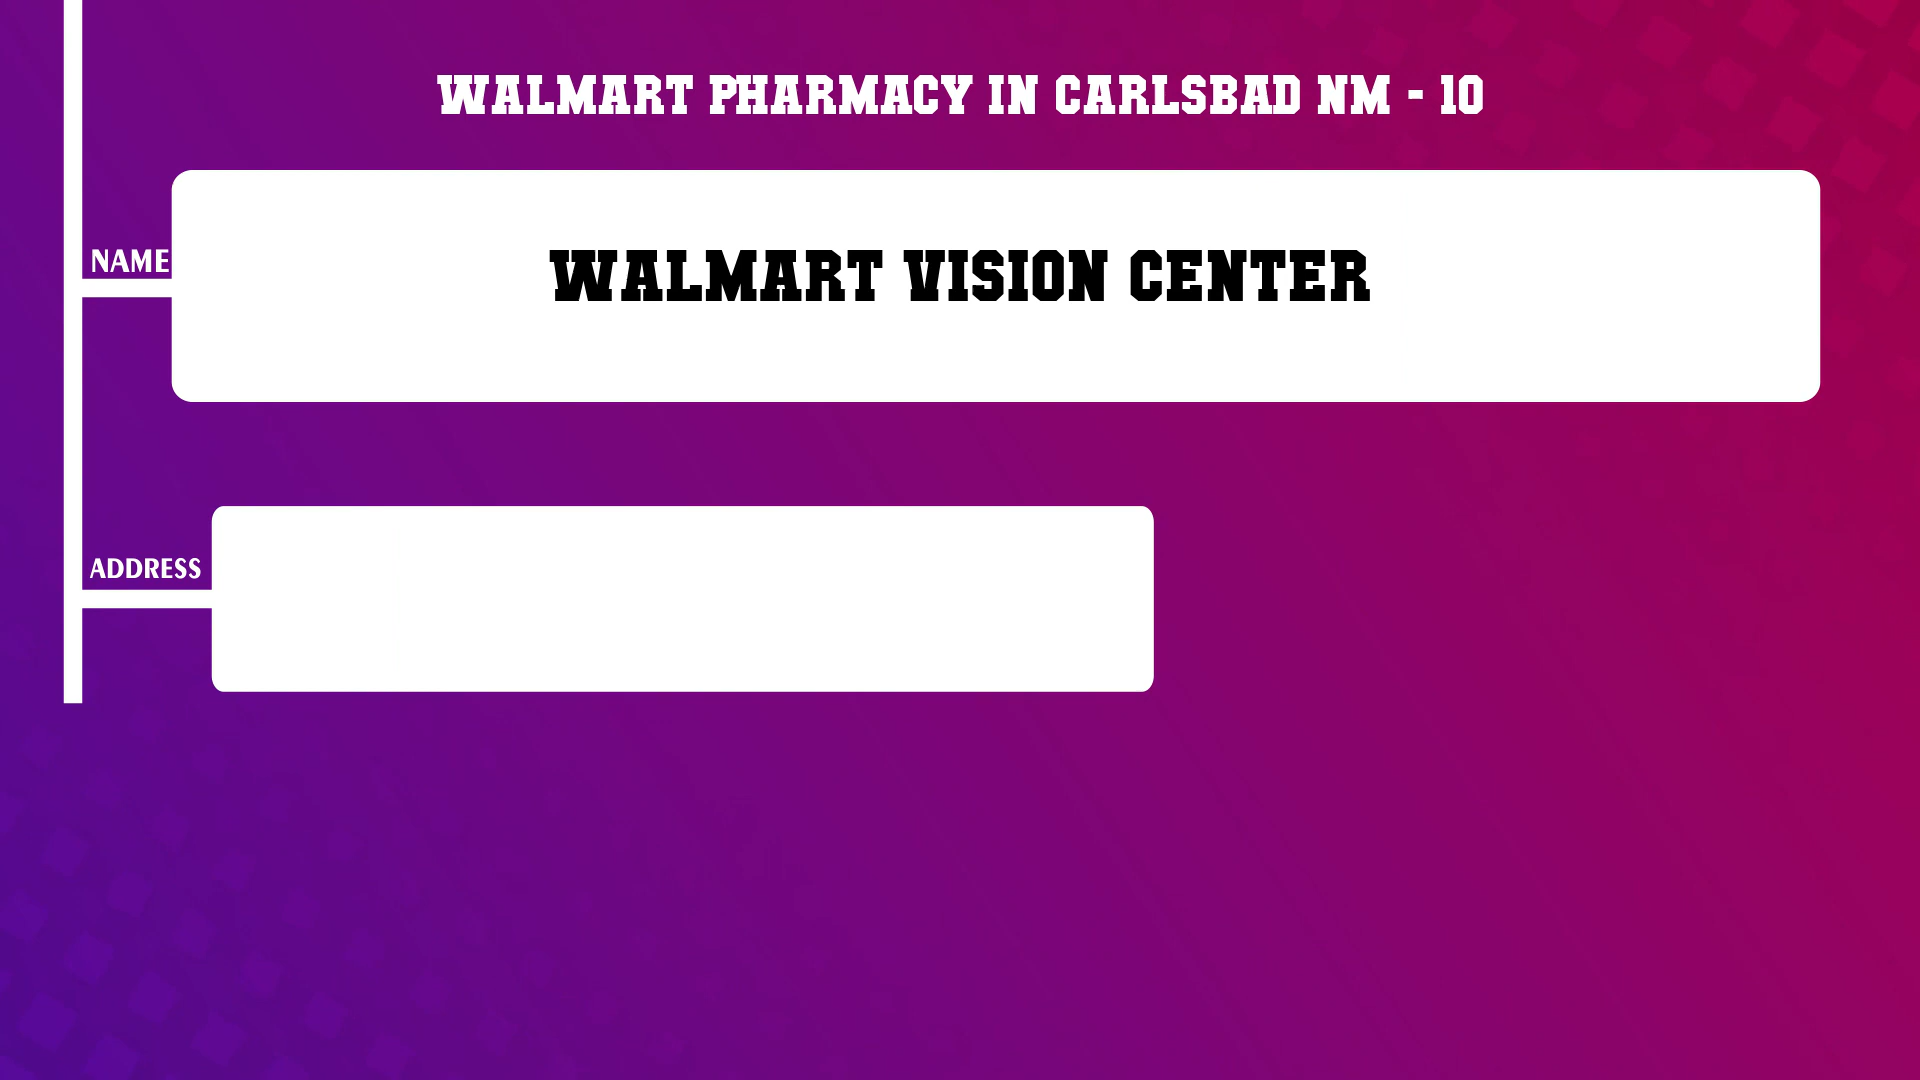 WALMART PHARMACY IN CARLSBAD NM - 10
NAME
WALMART VISION CENTER
ADDRESS